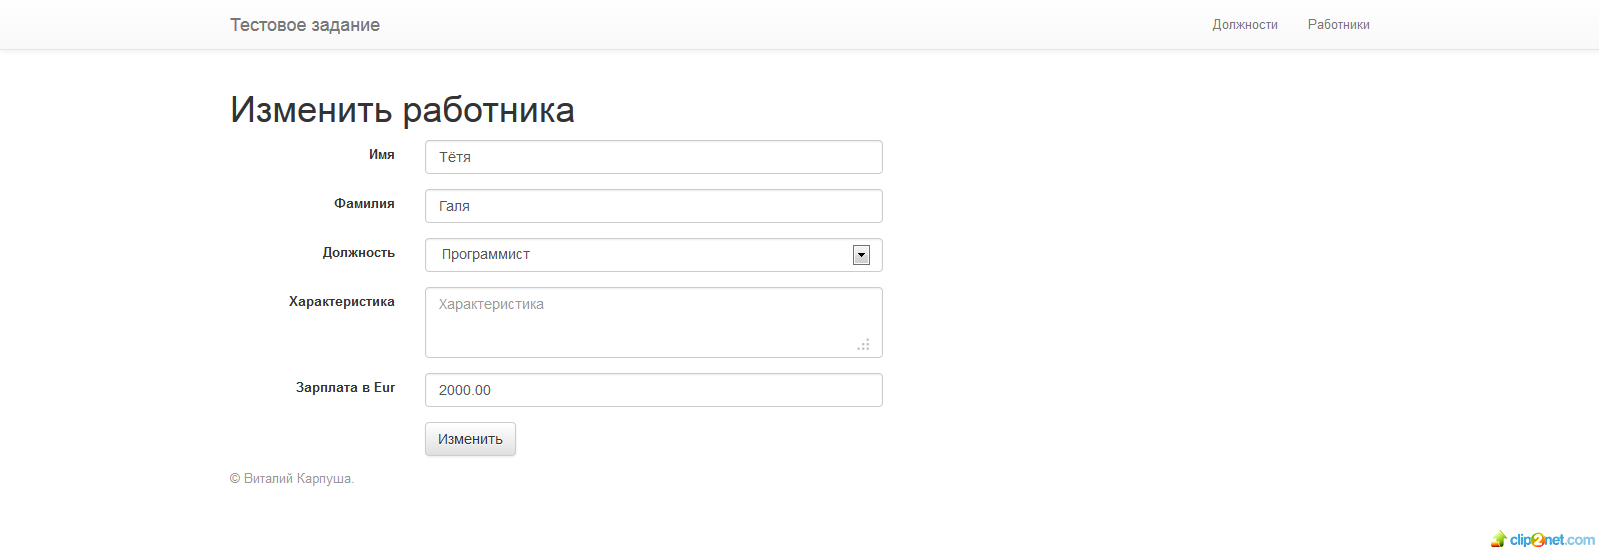 Тестовое задание
Должности
Работники
Изменить работника
Имя
Тётя
Фамилия
Галя
Должность
Программист
Характеристика
Характеристика
Зарплата в Eur
2000.00
Изменить
© Виталий Карпуша.
clip2net.com